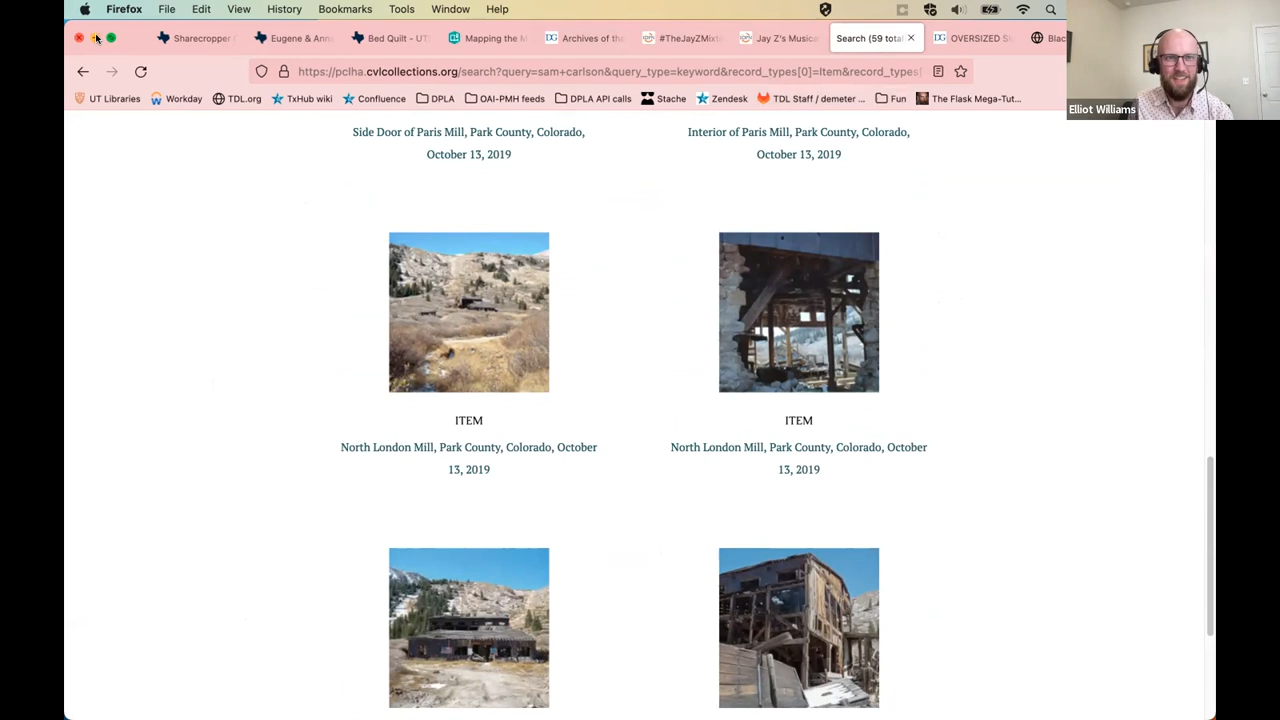 Firefox File Edit View History Bookmarks Tools Window Help
Sharecropper Eugene & Ann Bed Quilt - UT Mapping the M Archives of the #TheJayZMixt Jay Z's Musical Search (59 total OVERSIZED S Blac
https://pclha.cvlcollections.org/search?query=sam+carlson&query_type=keyword&record_types[0]=Item&record_types[
UT Libraries Workday TDL.org TxHub wiki Confluence DPLA OAI-PMH feeds DPLA API calls Stache Zendesk TDL Staff / demeter ... Fun The Flask Mega-Tut...
Elliot Williams
Side Door of Paris Mill, Park County, Colorado,
October 13, 2019
Interior of Paris Mill, Park County, Colorado,
October 13, 2019
ITEM
North London Mill, Park County, Colorado, October
13, 2019
ITEM
North London Mill, Park County, Colorado, October
13, 2019